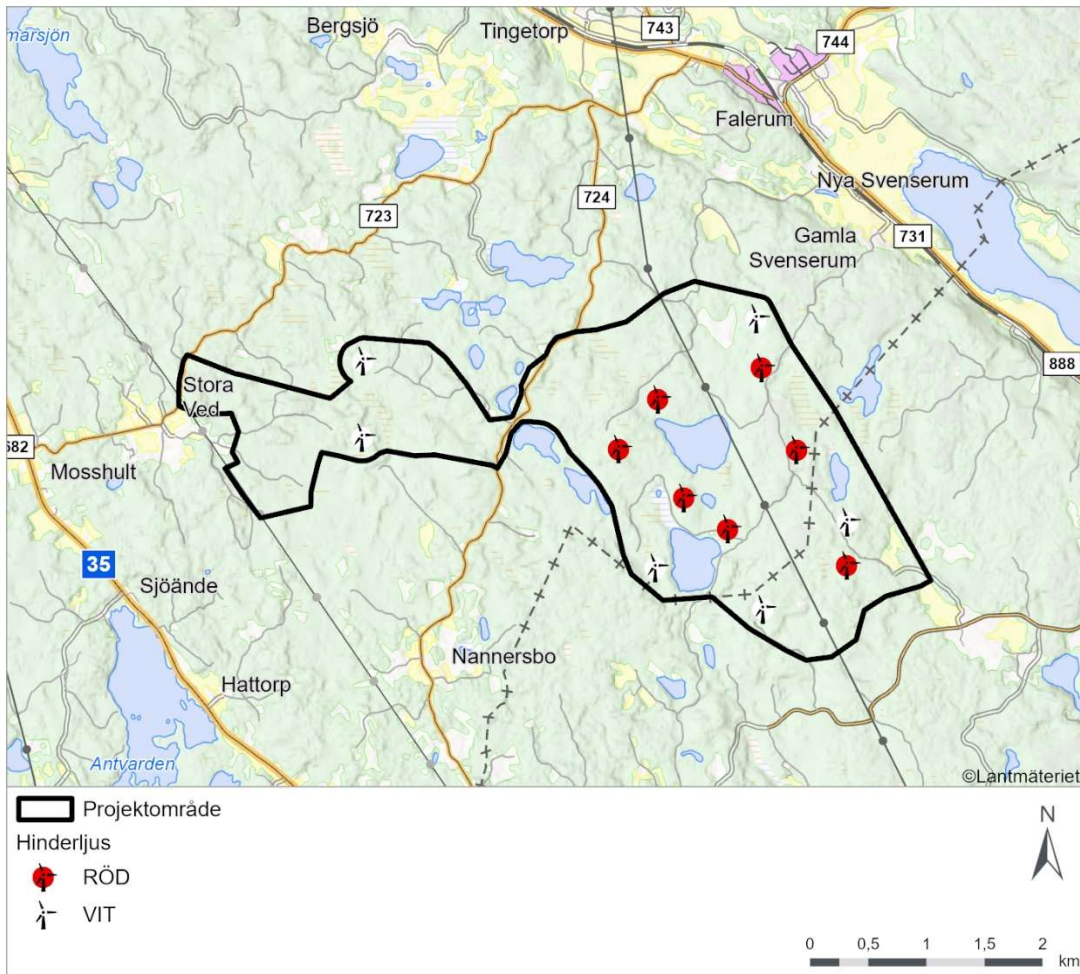 Bergsjö
Tingetorp
743
744
marsjön
Falerum
Nya Svenserum
723
724
Gamla
Svenserum
731
888
Stora
Ved
682
Mosshult
35
Sjöände
Nannersbo
Hattorp
Antvarden
©Lantmäteriet
Projektområde
Hinderljus
RÖD
VIT
N
0 0,5 1 1,5 2
km